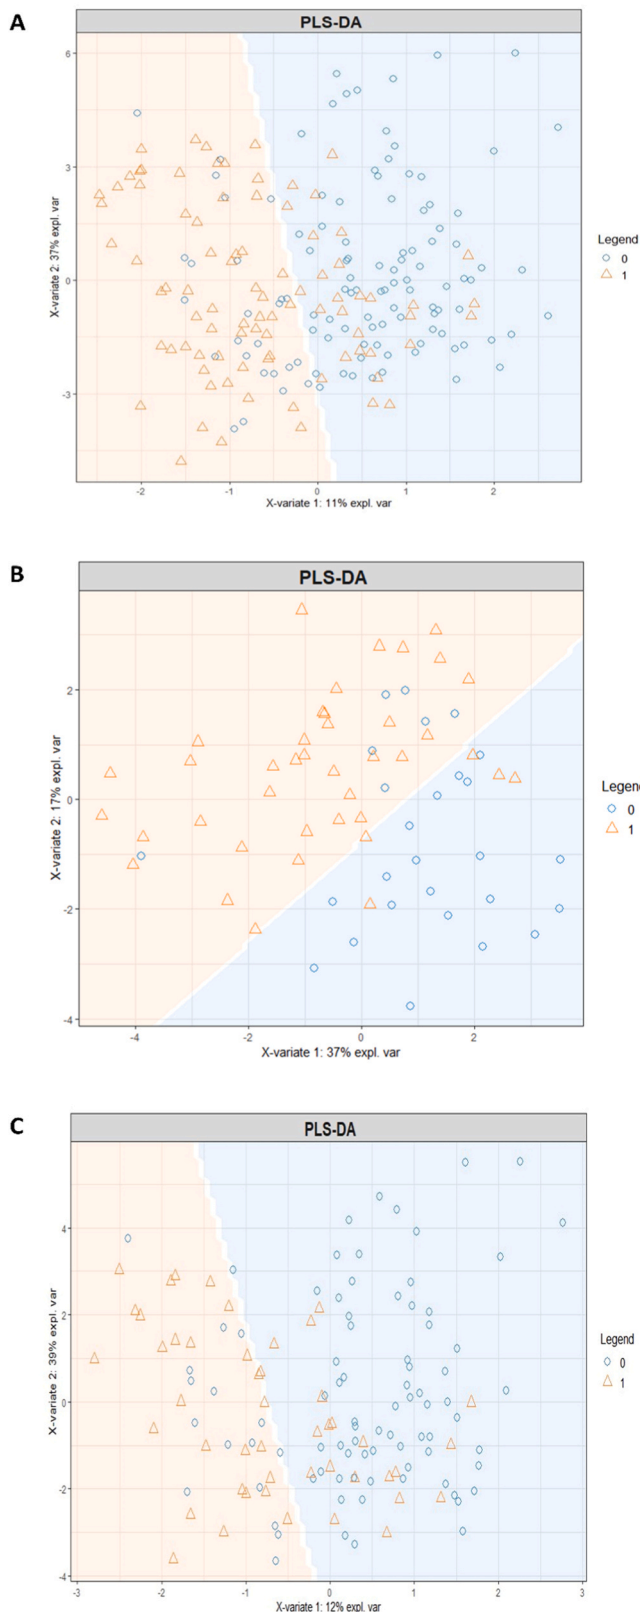 A
PLS-DA
6
3
0
-3
X-variate 2: 37% expl. var
-2
-1
0
1
2
X-variate 1: 11% expl. var
Legend
0
1
B
PLS-DA
2
0
-2
-4
X-variate 2: 17% expl. var
-4
-2
0
2
X-variate 1: 37% expl. var
Legend
0
1
C
PLS-DA
4
2
0
-2
-4
X-variate 2: 39% expl. var
-3
-2
-1
0
1
2
3
X-variate 1: 12% expl. var
Legend
0
1